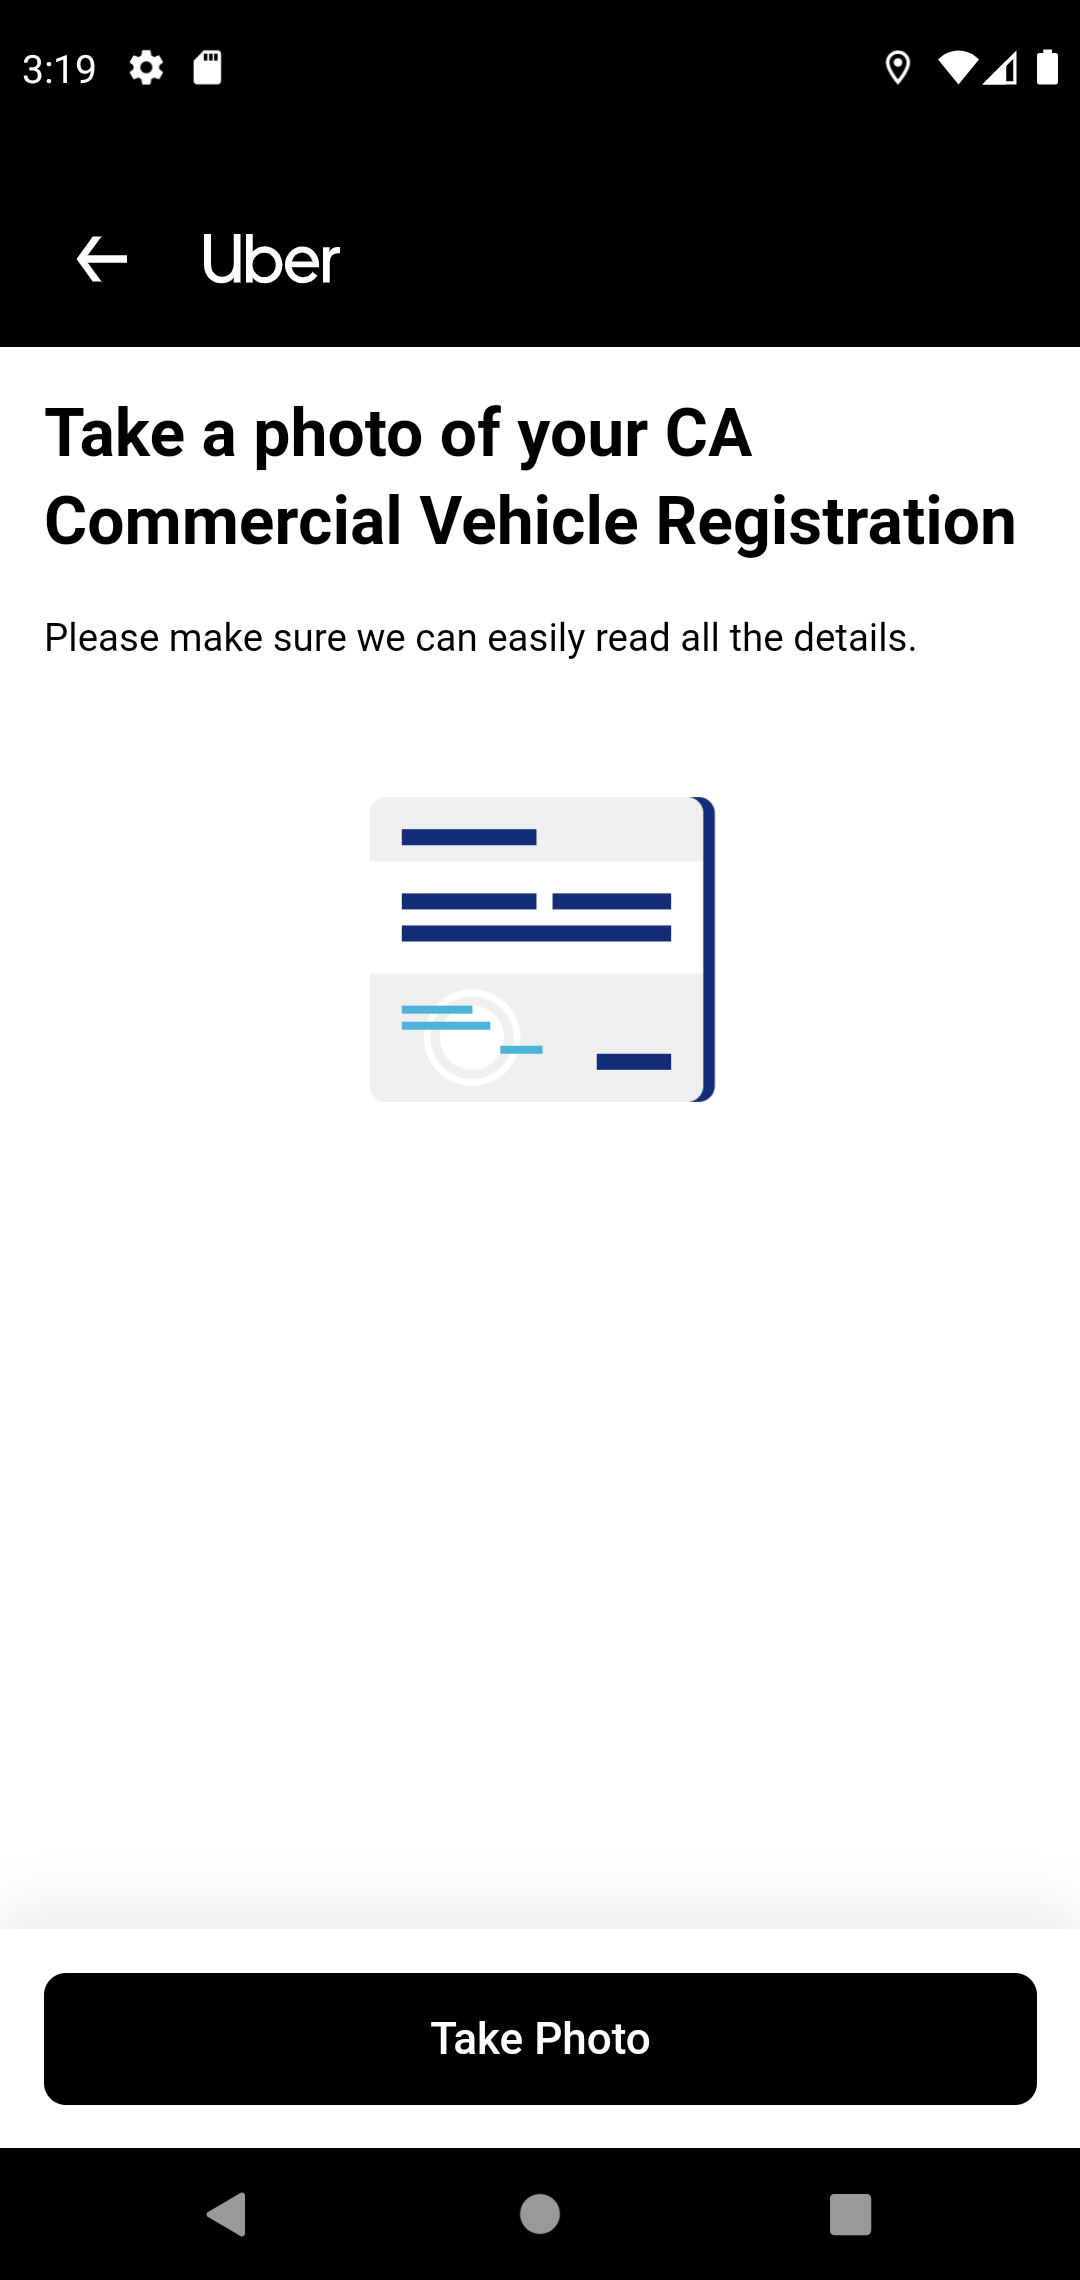 3:19
Uber
Take a photo of your CA
Commercial Vehicle Registration
Please make sure we can easily read all the details.
Take Photo